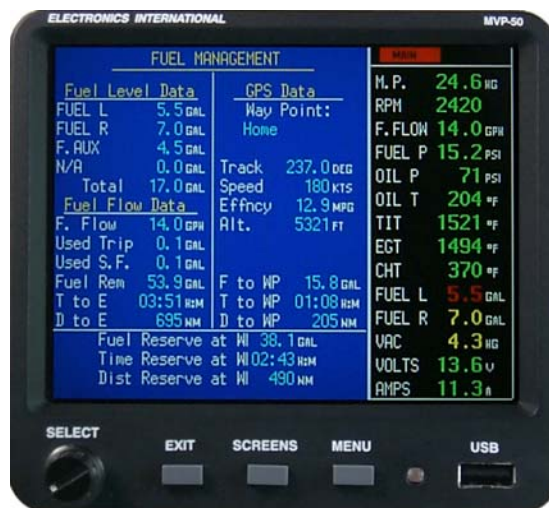 ELECTRONICS INTERNATIONAL
MVP-50
FUEL MANAGEMENT
Fuel Level Data
FUEL L 5.5 GAL
FUEL R 7.0 GAL
F. AUX 4.5 GAL
N/A 0.0 GAL
Total 17.0 GAL
Fuel Flow Data
F. Flow 14.0 GPH
Used Trip 0.1 GAL
Used S.F. 0.1 GAL
Fuel Rem 53.9 GAL
T to E 03:51 H:M
D to E 695 NM
GPS Data
Way Point:
Home
Track 237.0 DEG
Speed 180 KTS
Effncy 12.9 MPG
Alt. 5321 FT
F to WP 15.8 GAL
T to WP 01:08 H:M
D to WP 205 NM
Fuel Reserve at WP 38.1 GAL
Time Reserve at WP 02:43 H:M
Dist Reserve at WP 490 NM
MAIN
M.P. 24.6 HG
RPM 2420
F.FLOW 14.0 GPH
FUEL P 15.2 PSI
OIL P 71 PSI
OIL T 204 °F
TIT 1521 °F
EGT 1494 °F
CHT 370 °F
FUEL L 5.5 GAL
FUEL R 7.0 GAL
VAC 4.3 HG
VOLTS 13.6 V
AMPS 11.3 A
SELECT
EXIT
SCREENS
MENU
USB